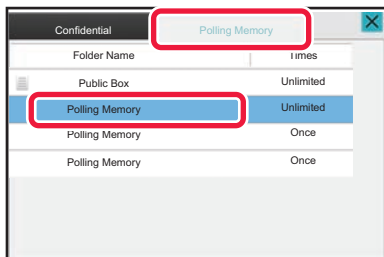 Confidential Polling Memory
Folder Name Times
Public Box Unlimited
Polling Memory Unlimited
Polling Memory Once
Polling Memory Once